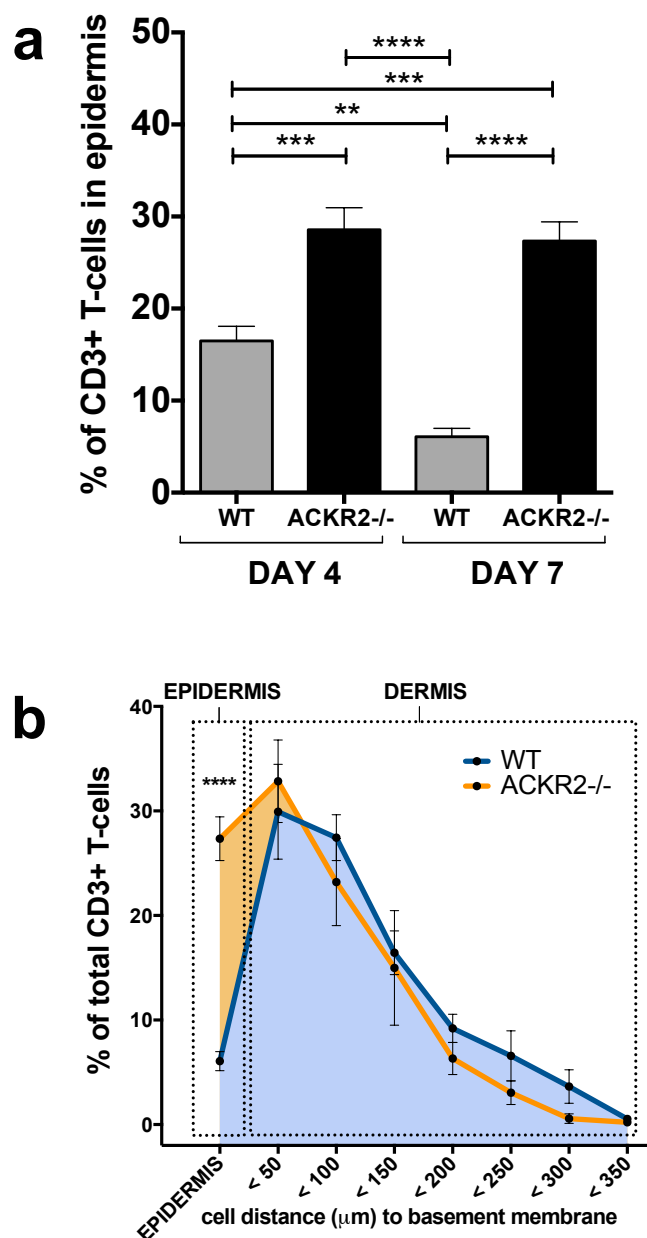 a
% of CD3+ T-cells in epidermis
50
40
30
20
10
0
****
***
**
*** ****
WT ACKR2-/- WT ACKR2-/-
DAY 4 DAY 7
b
EPIDERMIS DERMIS
% of total CD3+ T-cells
40
30
20
10
0
****
WT
ACKR2-/-
EPIDERMIS < 50 < 100 < 150 < 200 < 250 < 300 < 350
cell distance (μm) to basement membrane